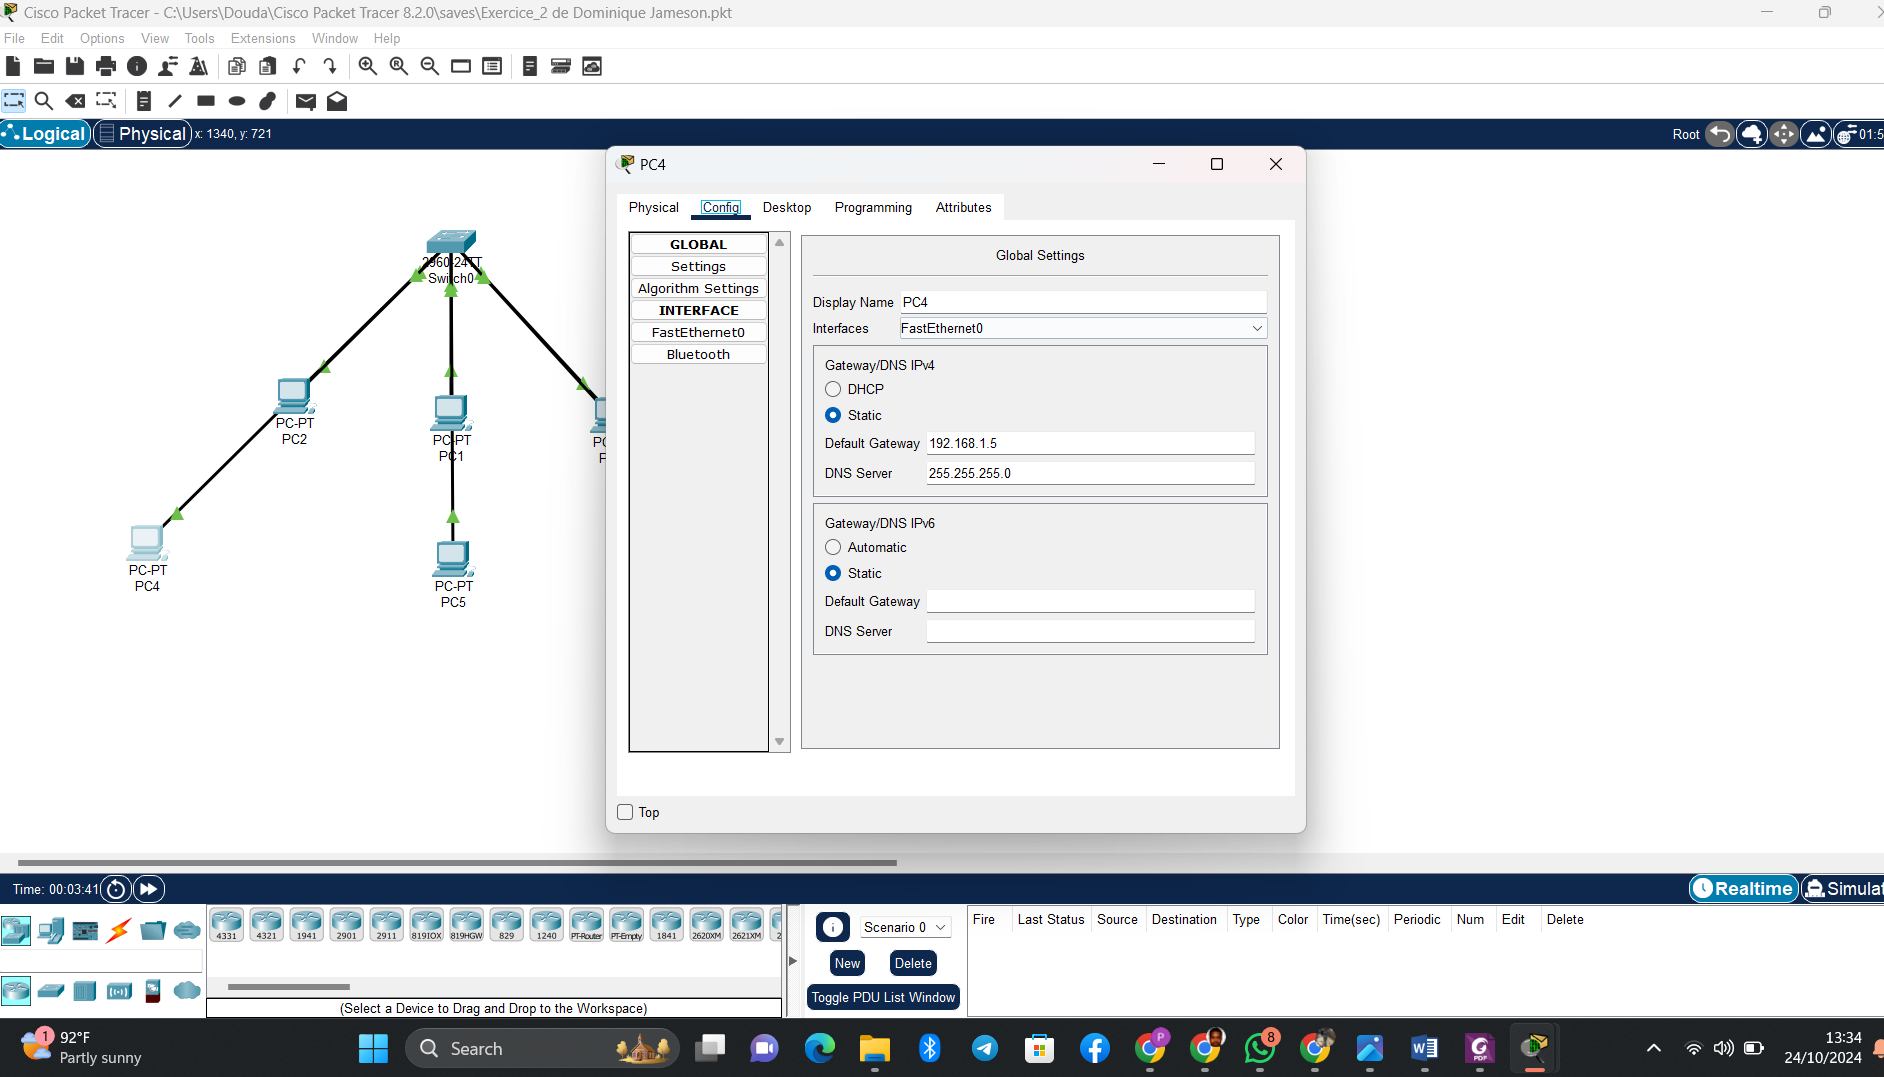 Cisco Packet Tracer - C:\Users\Douda\Cisco Packet Tracer 8.2.0\saves\Exercice_2 de Dominique Jameson.pkt
File Edit Options View Tools Extensions Window Help
Logical Physical x: 1340, y: 721
Root 01:5
PC4
Physical Config Desktop Programming Attributes
GLOBAL
Settings
Algorithm Settings
INTERFACE
FastEthernet0
Bluetooth
Global Settings
Display Name PC4
Interfaces FastEthernet0
Gateway/DNS IPv4
DHCP
Static
Default Gateway 192.168.1.5
DNS Server 255.255.255.0
Gateway/DNS IPv6
Automatic
Static
Default Gateway
DNS Server
Top
2960-24TT
Switch0
PC-PT
PC2
PC-PT
PC1
PC-PT
PC4
PC-PT
PC5
Time: 00:03:41
Realtime Simulat
4331 4321 1941 2901 2911 819IOX 819HGW 829 1240 PT-Router PT-Empty 1841 2620XM 2621XM
(Select a Device to Drag and Drop to the Workspace)
Scenario 0
New Delete
Toggle PDU List Window
Fire Last Status Source Destination Type Color Time(sec) Periodic Num Edit Delete
1
92°F
Partly sunny
Search
P
8
PDF
13:34
24/10/2024